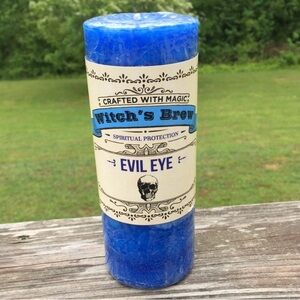 CRAFTED WITH MAGIC
Witch's Brew
SPIRITUAL PROTECTION
EVIL EYE